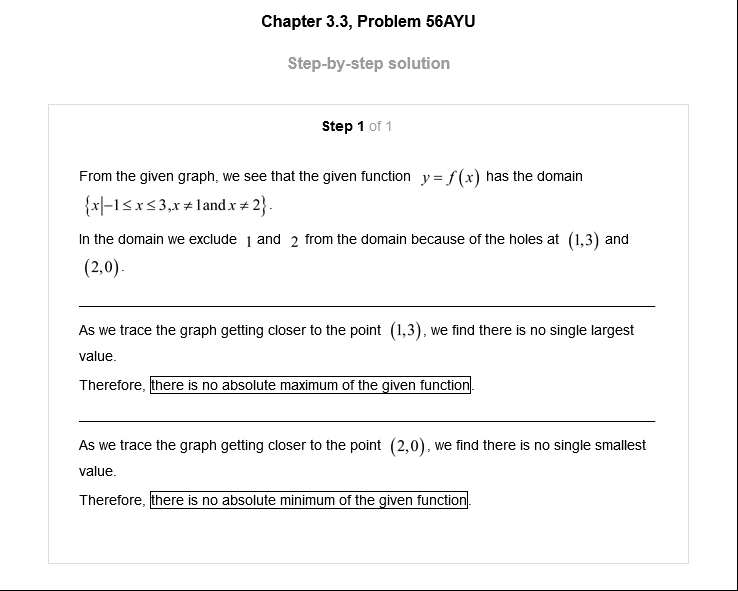 Chapter 3.3, Problem 56AYU
Step-by-step solution
Step 1 of 1
From the given graph, we see that the given function y = f(x) has the domain
{x|−1 ≤ x ≤ 3, x ≠ 1 and x ≠ 2}.
In the domain we exclude 1 and 2 from the domain because of the holes at (1,3) and
(2,0).
As we trace the graph getting closer to the point (1,3), we find there is no single largest
value.
Therefore, there is no absolute maximum of the given function.
As we trace the graph getting closer to the point (2,0), we find there is no single smallest
value.
Therefore, there is no absolute minimum of the given function.